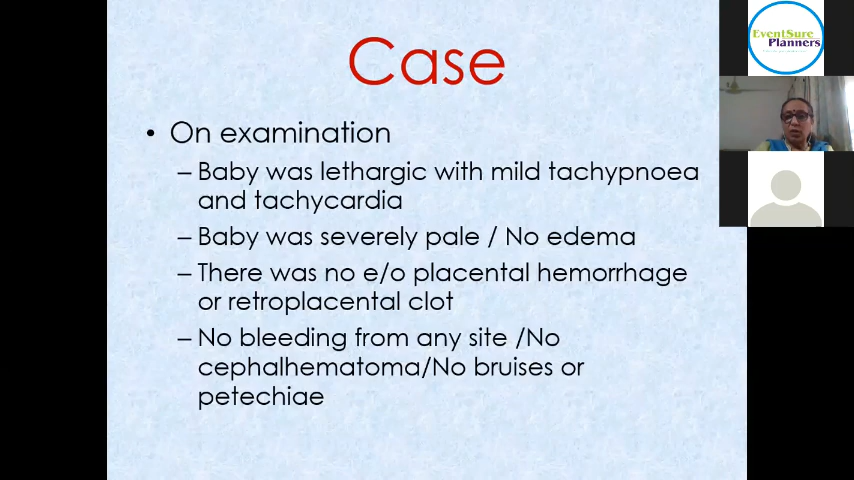 Case
• On examination
– Baby was lethargic with mild tachypnoea
and tachycardia
– Baby was severely pale / No edema
– There was no e/o placental hemorrhage
or retroplacental clot
– No bleeding from any site /No
cephalhematoma/No bruises or
petechiae
EventSure
Planners